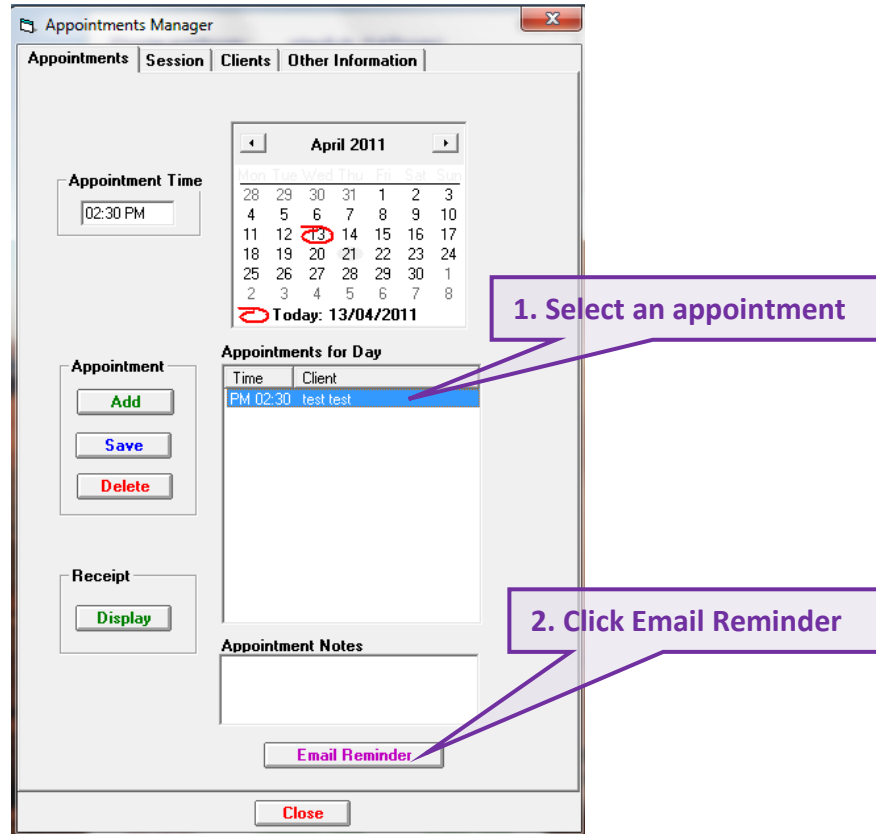 Appointments Manager
Appointments Session Clients Other Information
April 2011
Mon Tue Wed Thu Fri Sat Sun
28 29 30 31 1 2 3
4 5 6 7 8 9 10
11 12 13 14 15 16 17
18 19 20 21 22 23 24
25 26 27 28 29 30 1
2 3 4 5 6 7 8
Today: 13/04/2011
Appointment Time
02:30 PM
1. Select an appointment
Appointment
Add
Save
Delete
Appointments for Day
Time Client
PM 02:30 test test
Receipt
Display
2. Click Email Reminder
Appointment Notes
Email Reminder
Close